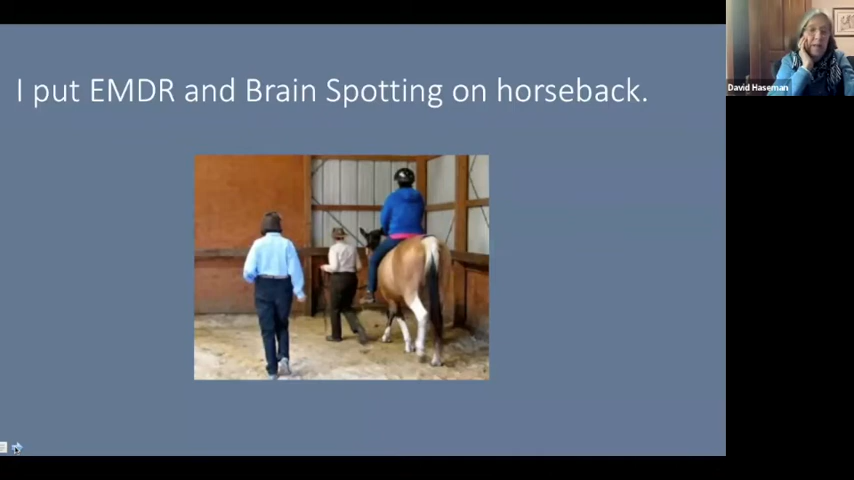 I put EMDR and Brain Spotting on horseback.
David Haseman